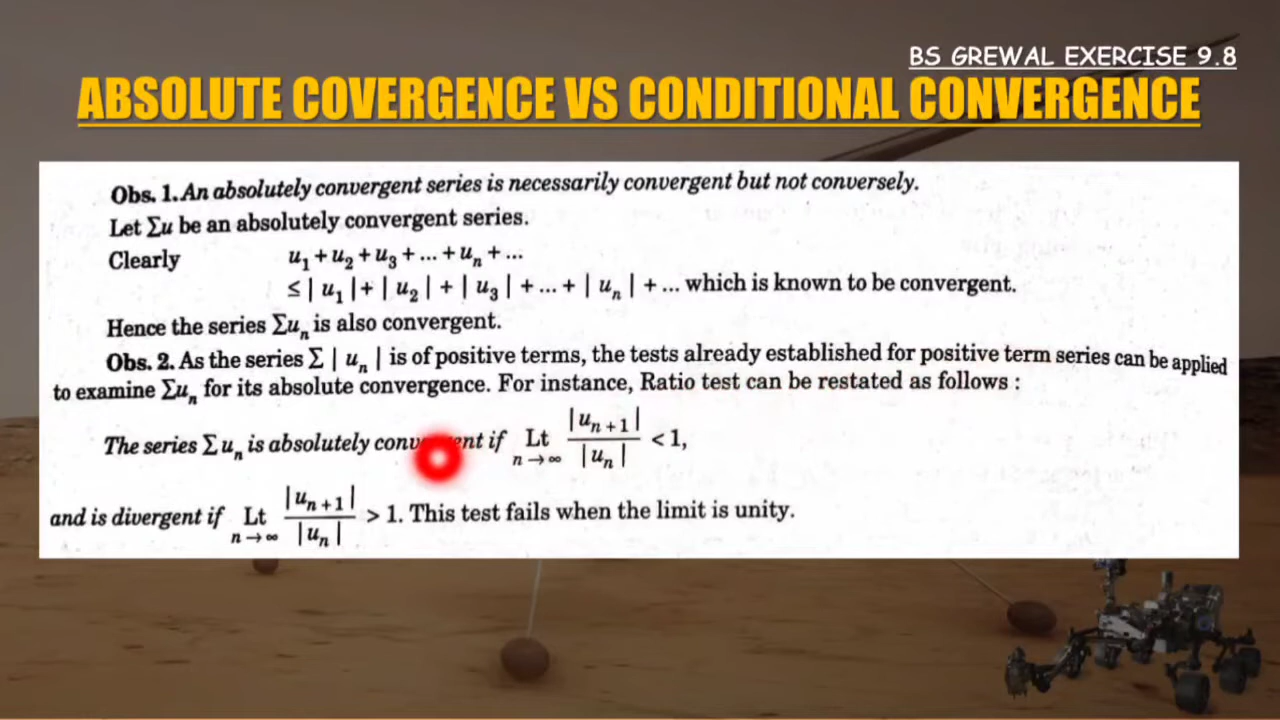 BS GREWAL EXERCISE 9.8
ABSOLUTE COVERGENCE VS CONDITIONAL CONVERGENCE
Obs. 1. An absolutely convergent series is necessarily convergent but not conversely.
Let Σu be an absolutely convergent series.
Clearly u₁ + u₂ + u₃ + ... + uₙ + ...
≤ | u₁ | + | u₂ | + | u₃ | + ... + | uₙ | + ... which is known to be convergent.
Hence the series Σuₙ is also convergent.
Obs. 2. As the series Σ | uₙ | is of positive terms, the tests already established for positive term series can be applied
to examine Σuₙ for its absolute convergence. For instance, Ratio test can be restated as follows :
The series Σ uₙ is absolutely if Lt n→∞ |uₙ₊₁| / |uₙ| < 1,
and is divergent if Lt n→∞ |uₙ₊₁| / |uₙ| > 1. This test fails when the limit is unity.